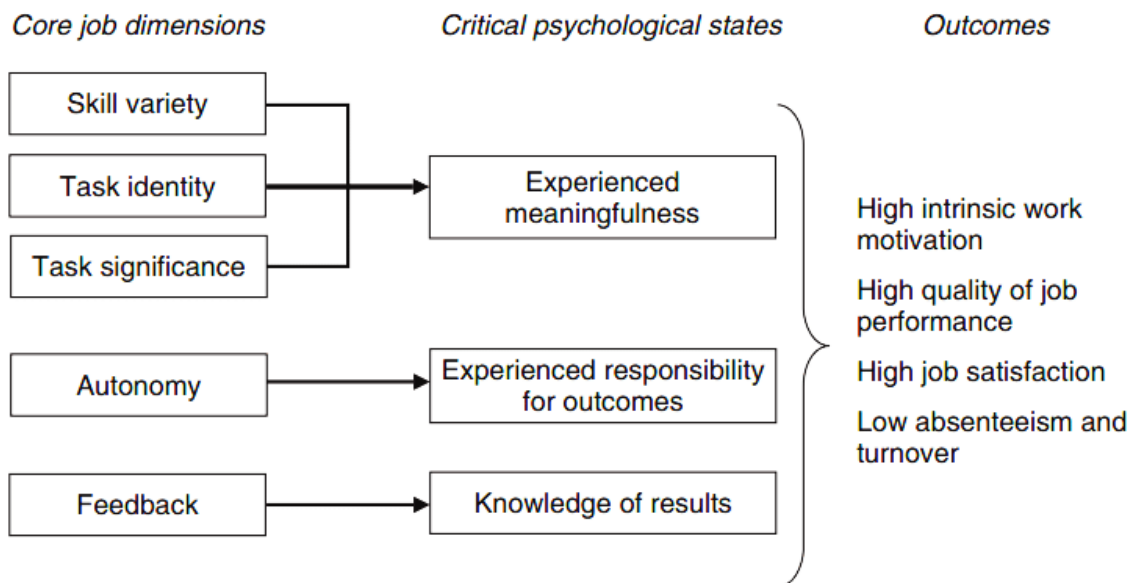 Core job dimensions
Critical psychological states
Outcomes
Skill variety
Task identity
Task significance
Autonomy
Feedback
Experienced
meaningfulness
Experienced responsibility
for outcomes
Knowledge of results
High intrinsic work
motivation
High quality of job
performance
High job satisfaction
Low absenteeism and
turnover